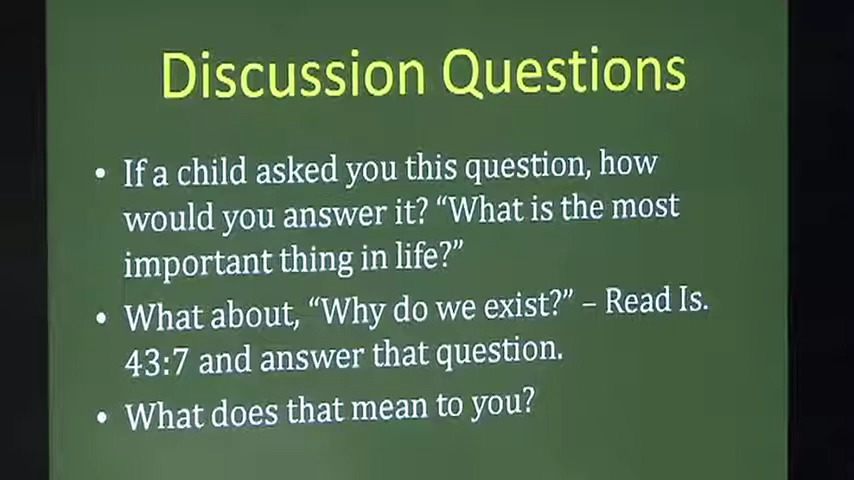 Discussion Questions
• If a child asked you this question, how
would you answer it? “What is the most
important thing in life?”
• What about, “Why do we exist?” – Read Is.
43:7 and answer that question.
• What does that mean to you?